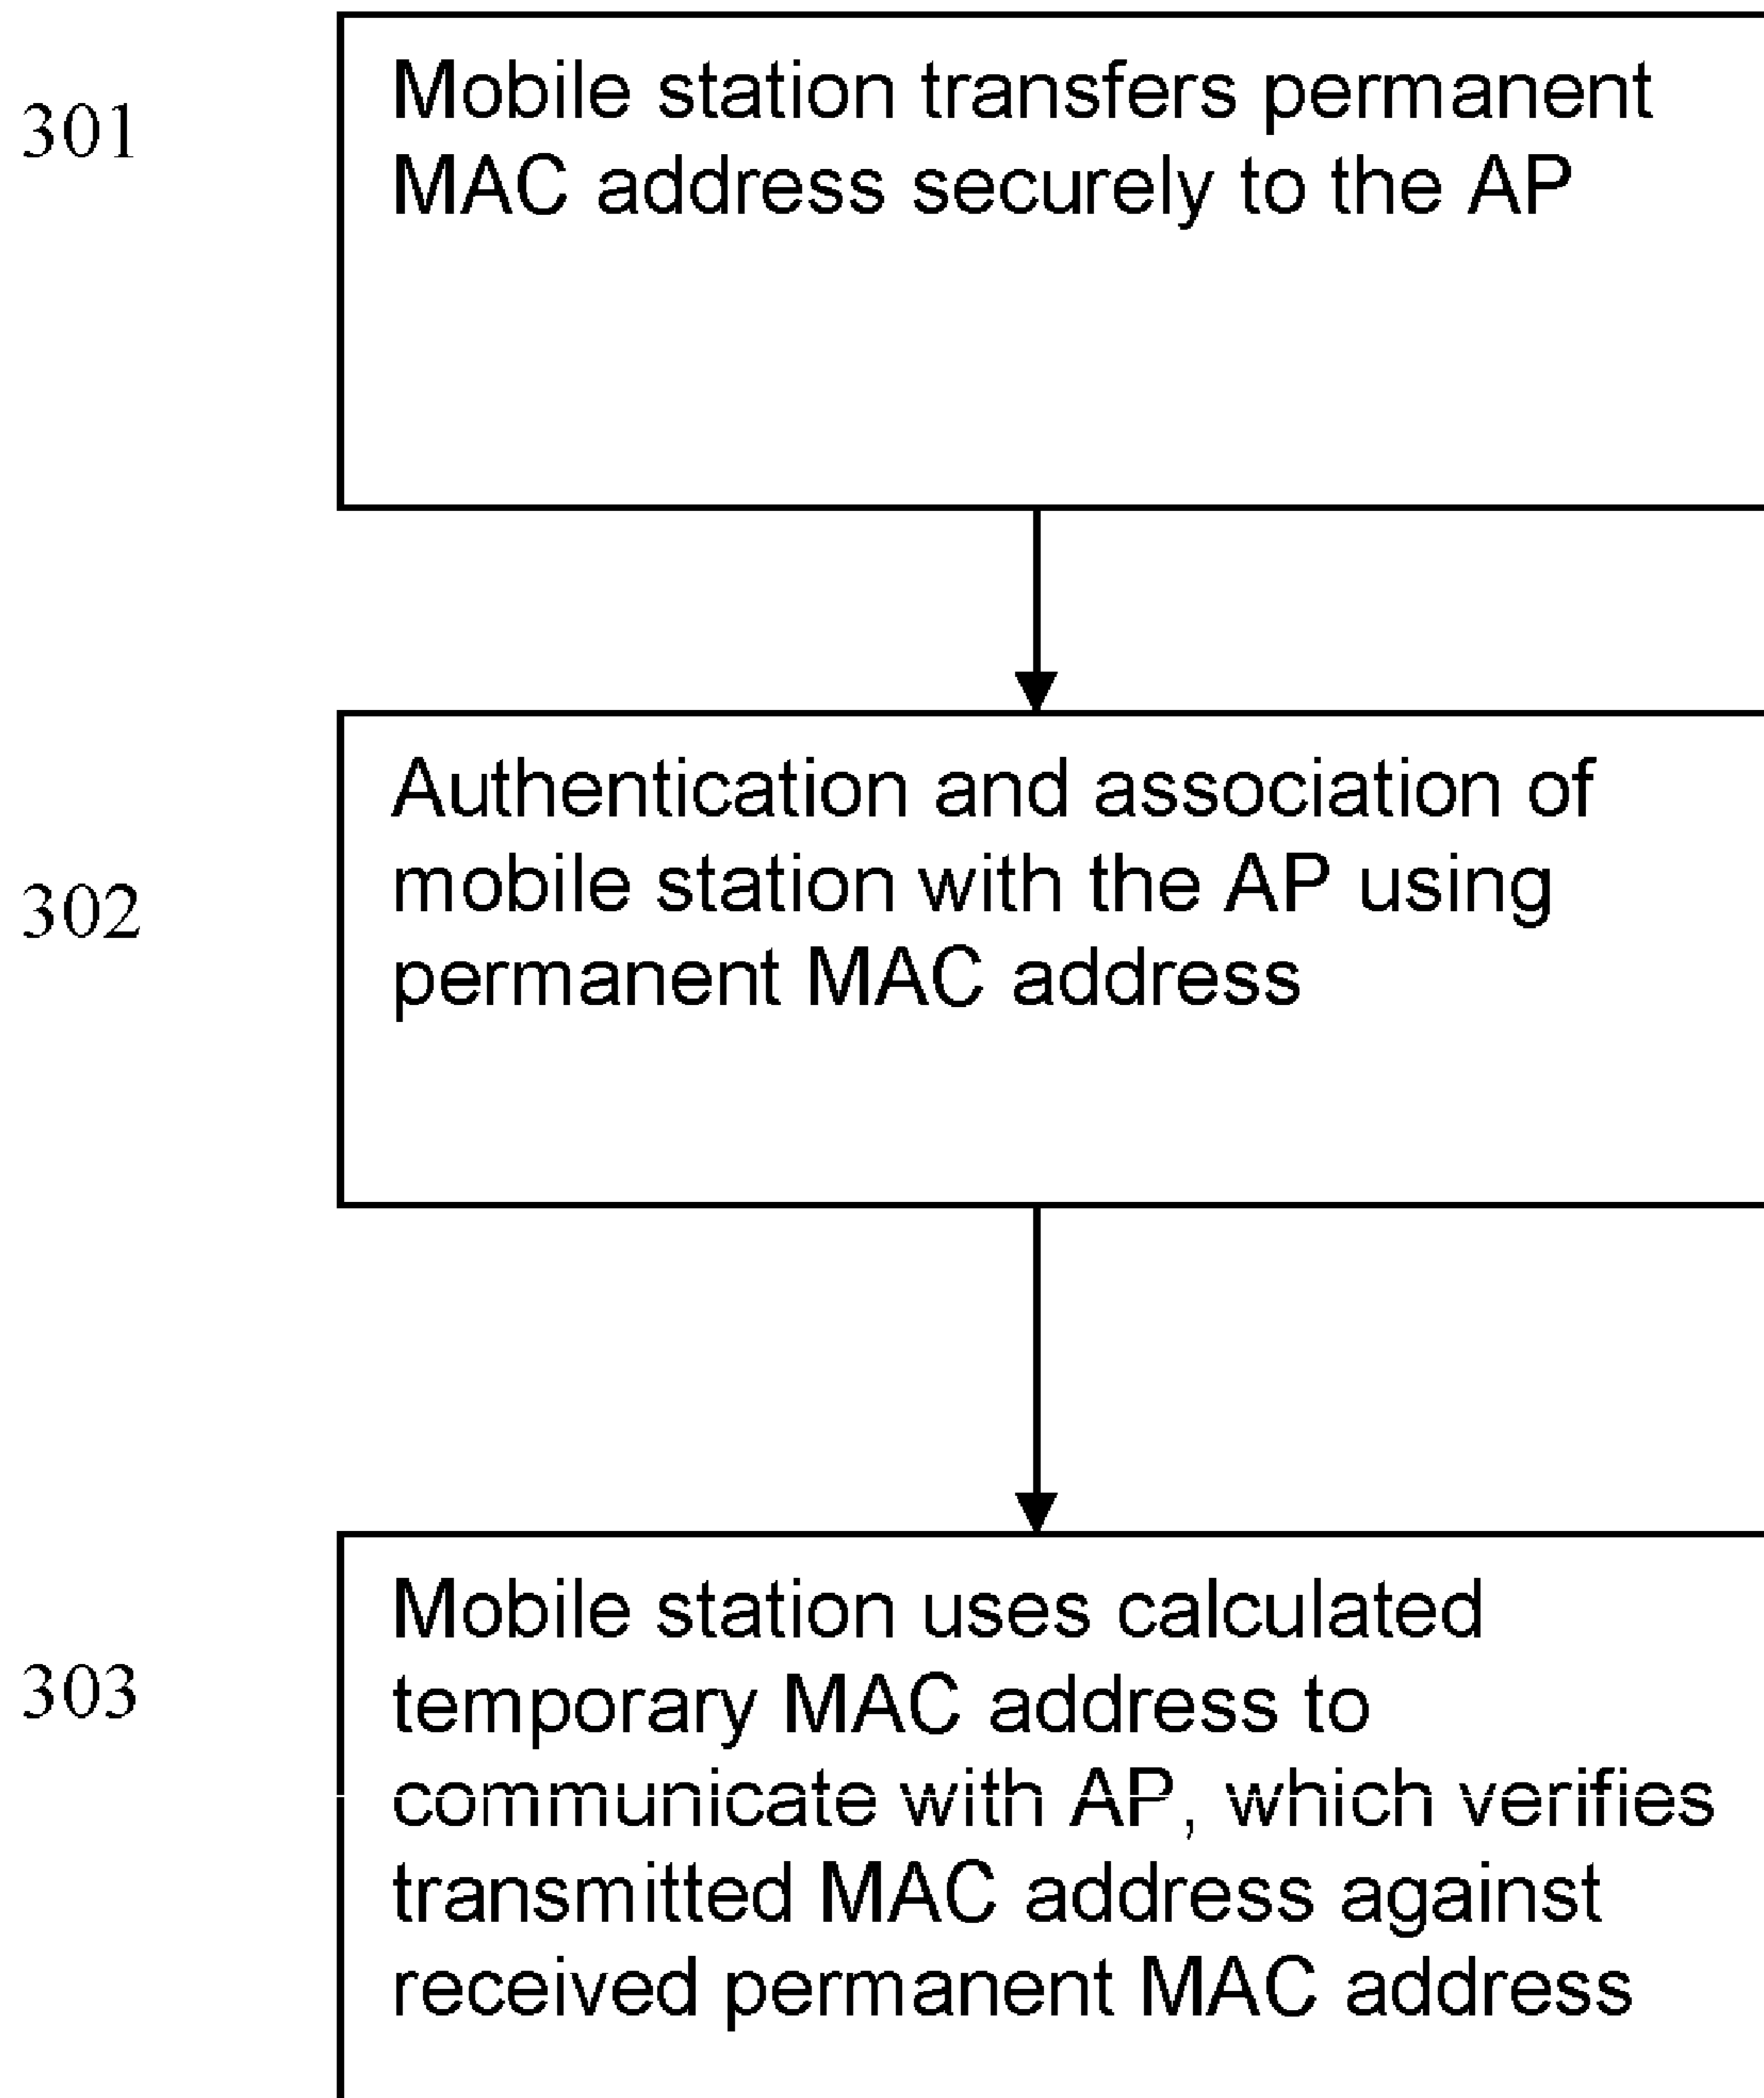 301
Mobile station transfers permanent
MAC address securely to the AP
302
Authentication and association of
mobile station with the AP using
permanent MAC address
303
Mobile station uses calculated
temporary MAC address to
communicate with AP, which verifies
transmitted MAC address against
received permanent MAC address